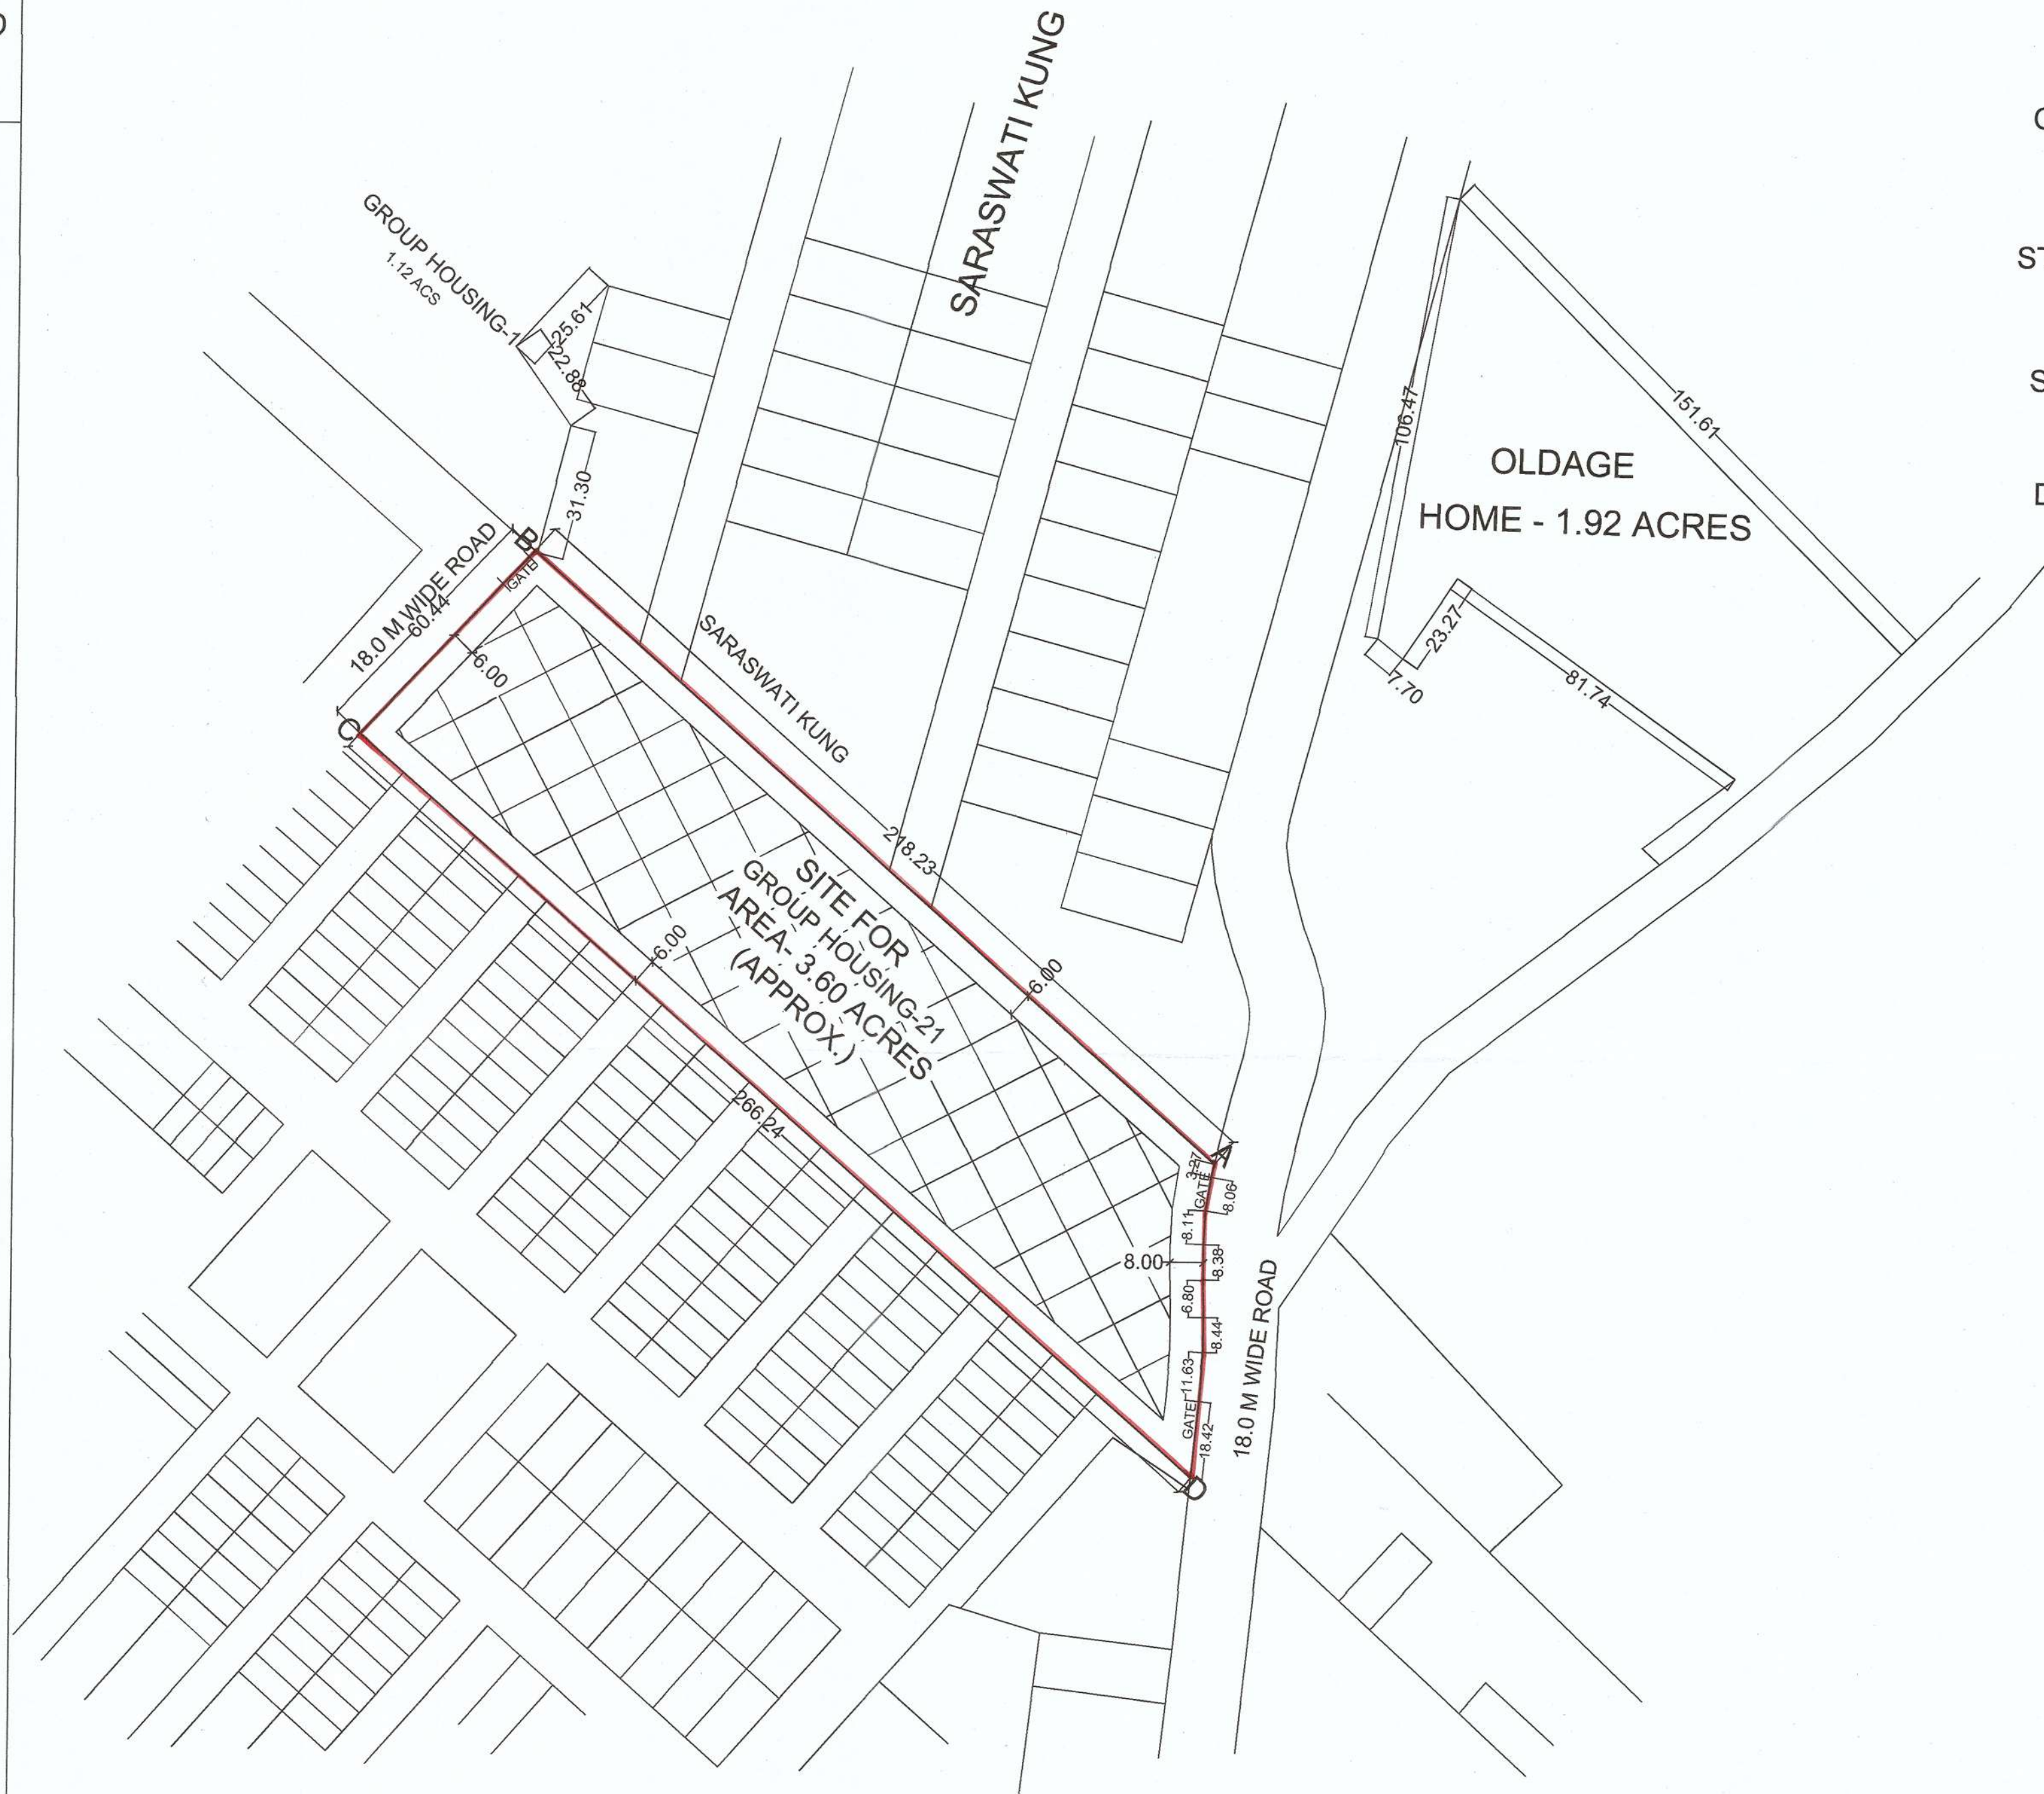 SARASWATI KUNG
GROUP HOUSING-1
1.12 ACS
25.61
22.88
31.30
106.47
151.61
OLDAGE
HOME - 1.92 ACRES
23.27
7.70
81.74
18.0 M WIDE ROAD
60.44
B
GATE
C
6.00
SARASWATI KUNG
218.23
SITE FOR
GROUP HOUSING-21
AREA- 3.60 ACRES
(APPROX.)
6.00
6.00
266.24
A
3.27
GATE
8.06
8.11
8.00
8.38
6.80
8.44
11.63
GATE
18.42
D
18.0 M WIDE ROAD